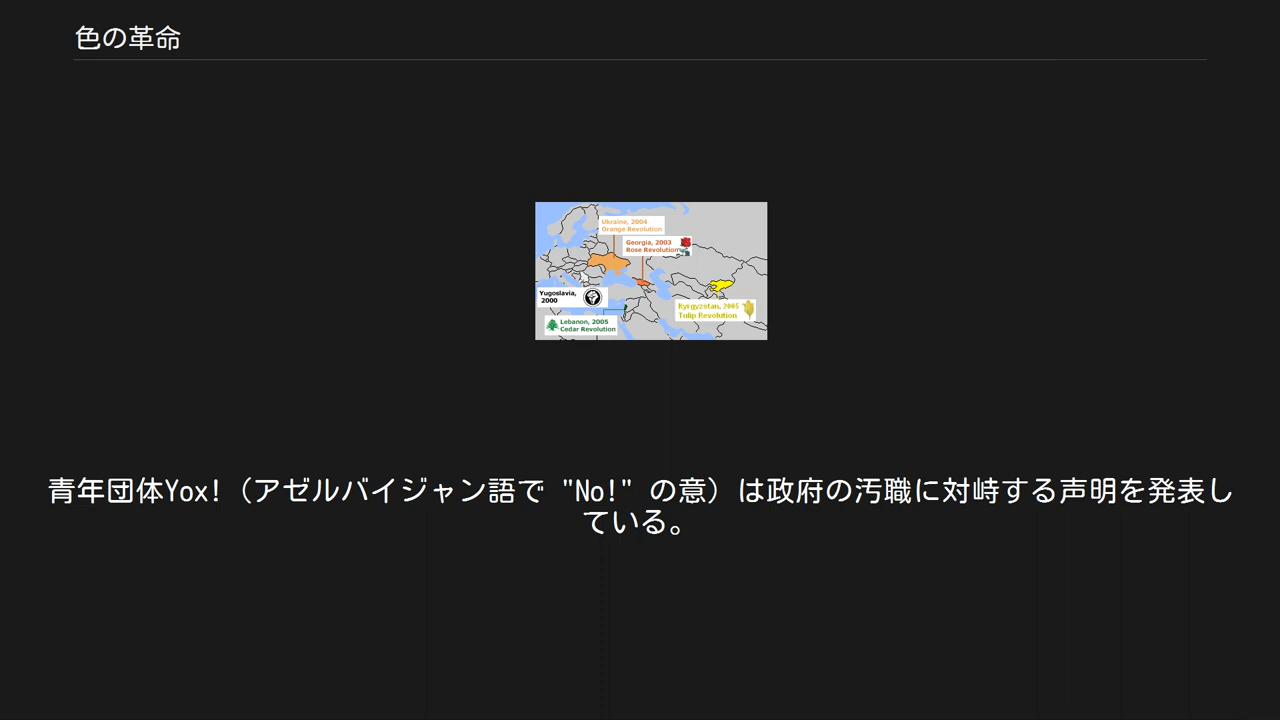 色の革命
Ukraine, 2004
Orange Revolution
Georgia, 2003
Rose Revolution
Yugoslavia,
2000
Kyrgyzstan, 2005
Tulip Revolution
Lebanon, 2005
Cedar Revolution
青年団体Yox!（アゼルバイジャン語で "No!" の意）は政府の汚職に対峙する声明を発表し
ている。